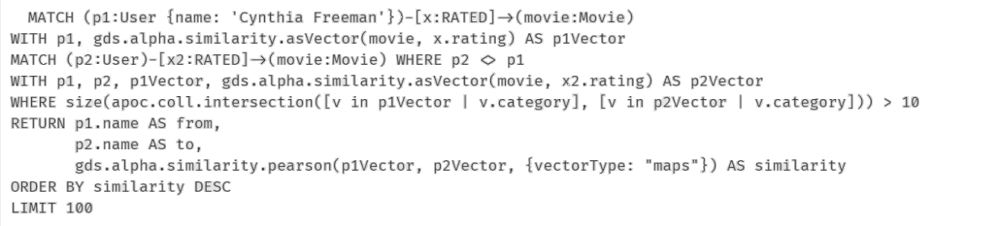 MATCH (p1:User {name: 'Cynthia Freeman'})-[x:RATED]->(movie:Movie)
WITH p1, gds.alpha.similarity.asVector(movie, x.rating) AS p1Vector
MATCH (p2:User)-[x2:RATED]->(movie:Movie) WHERE p2 <> p1
WITH p1, p2, p1Vector, gds.alpha.similarity.asVector(movie, x2.rating) AS p2Vector
WHERE size(apoc.coll.intersection([v in p1Vector | v.category], [v in p2Vector | v.category])) > 10
RETURN p1.name AS from,
p2.name AS to,
gds.alpha.similarity.pearson(p1Vector, p2Vector, {vectorType: "maps"}) AS similarity
ORDER BY similarity DESC
LIMIT 100